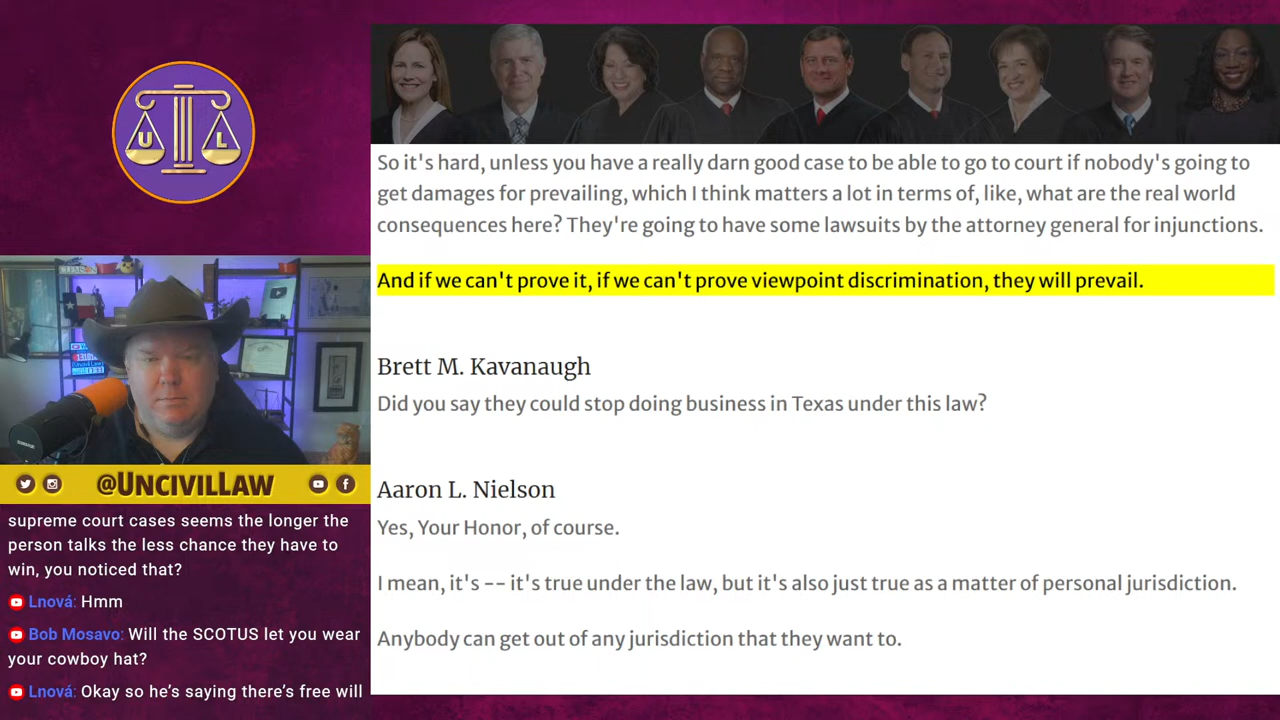 U L
So it's hard, unless you have a really darn good case to be able to go to court if nobody's going to
get damages for prevailing, which I think matters a lot in terms of, like, what are the real world
consequences here? They're going to have some lawsuits by the attorney general for injunctions.
And if we can't prove it, if we can't prove viewpoint discrimination, they will prevail.
Brett M. Kavanaugh
Did you say they could stop doing business in Texas under this law?
Aaron L. Nielson
Yes, Your Honor, of course.
I mean, it's -- it's true under the law, but it's also just true as a matter of personal jurisdiction.
Anybody can get out of any jurisdiction that they want to.
@UNCIVILLAW
supreme court cases seems the longer the
person talks the less chance they have to
win, you noticed that?
Lnová: Hmm
Bob Mosavo: Will the SCOTUS let you wear
your cowboy hat?
Lnová: Okay so he's saying there's free will